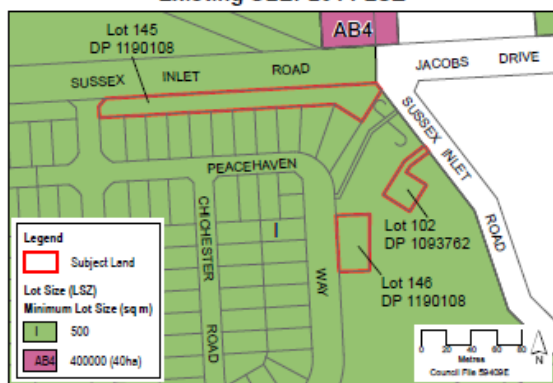 Lot 145
DP 1190108
AB4
SUSSEX INLET ROAD
JACOBS DRIVE
SUSSEX INLET ROAD
PEACEHAVEN
WAY
CHICHESTER
ROAD
I
Lot 102
DP 1093762
Lot 146
DP 1190108
Legend
Subject Land
Lot Size (LSZ)
Minimum Lot Size (sq m)
I 500
AB4 400000 (40ha)
0 20 40 60 80
Metres
N
Council File 59409E